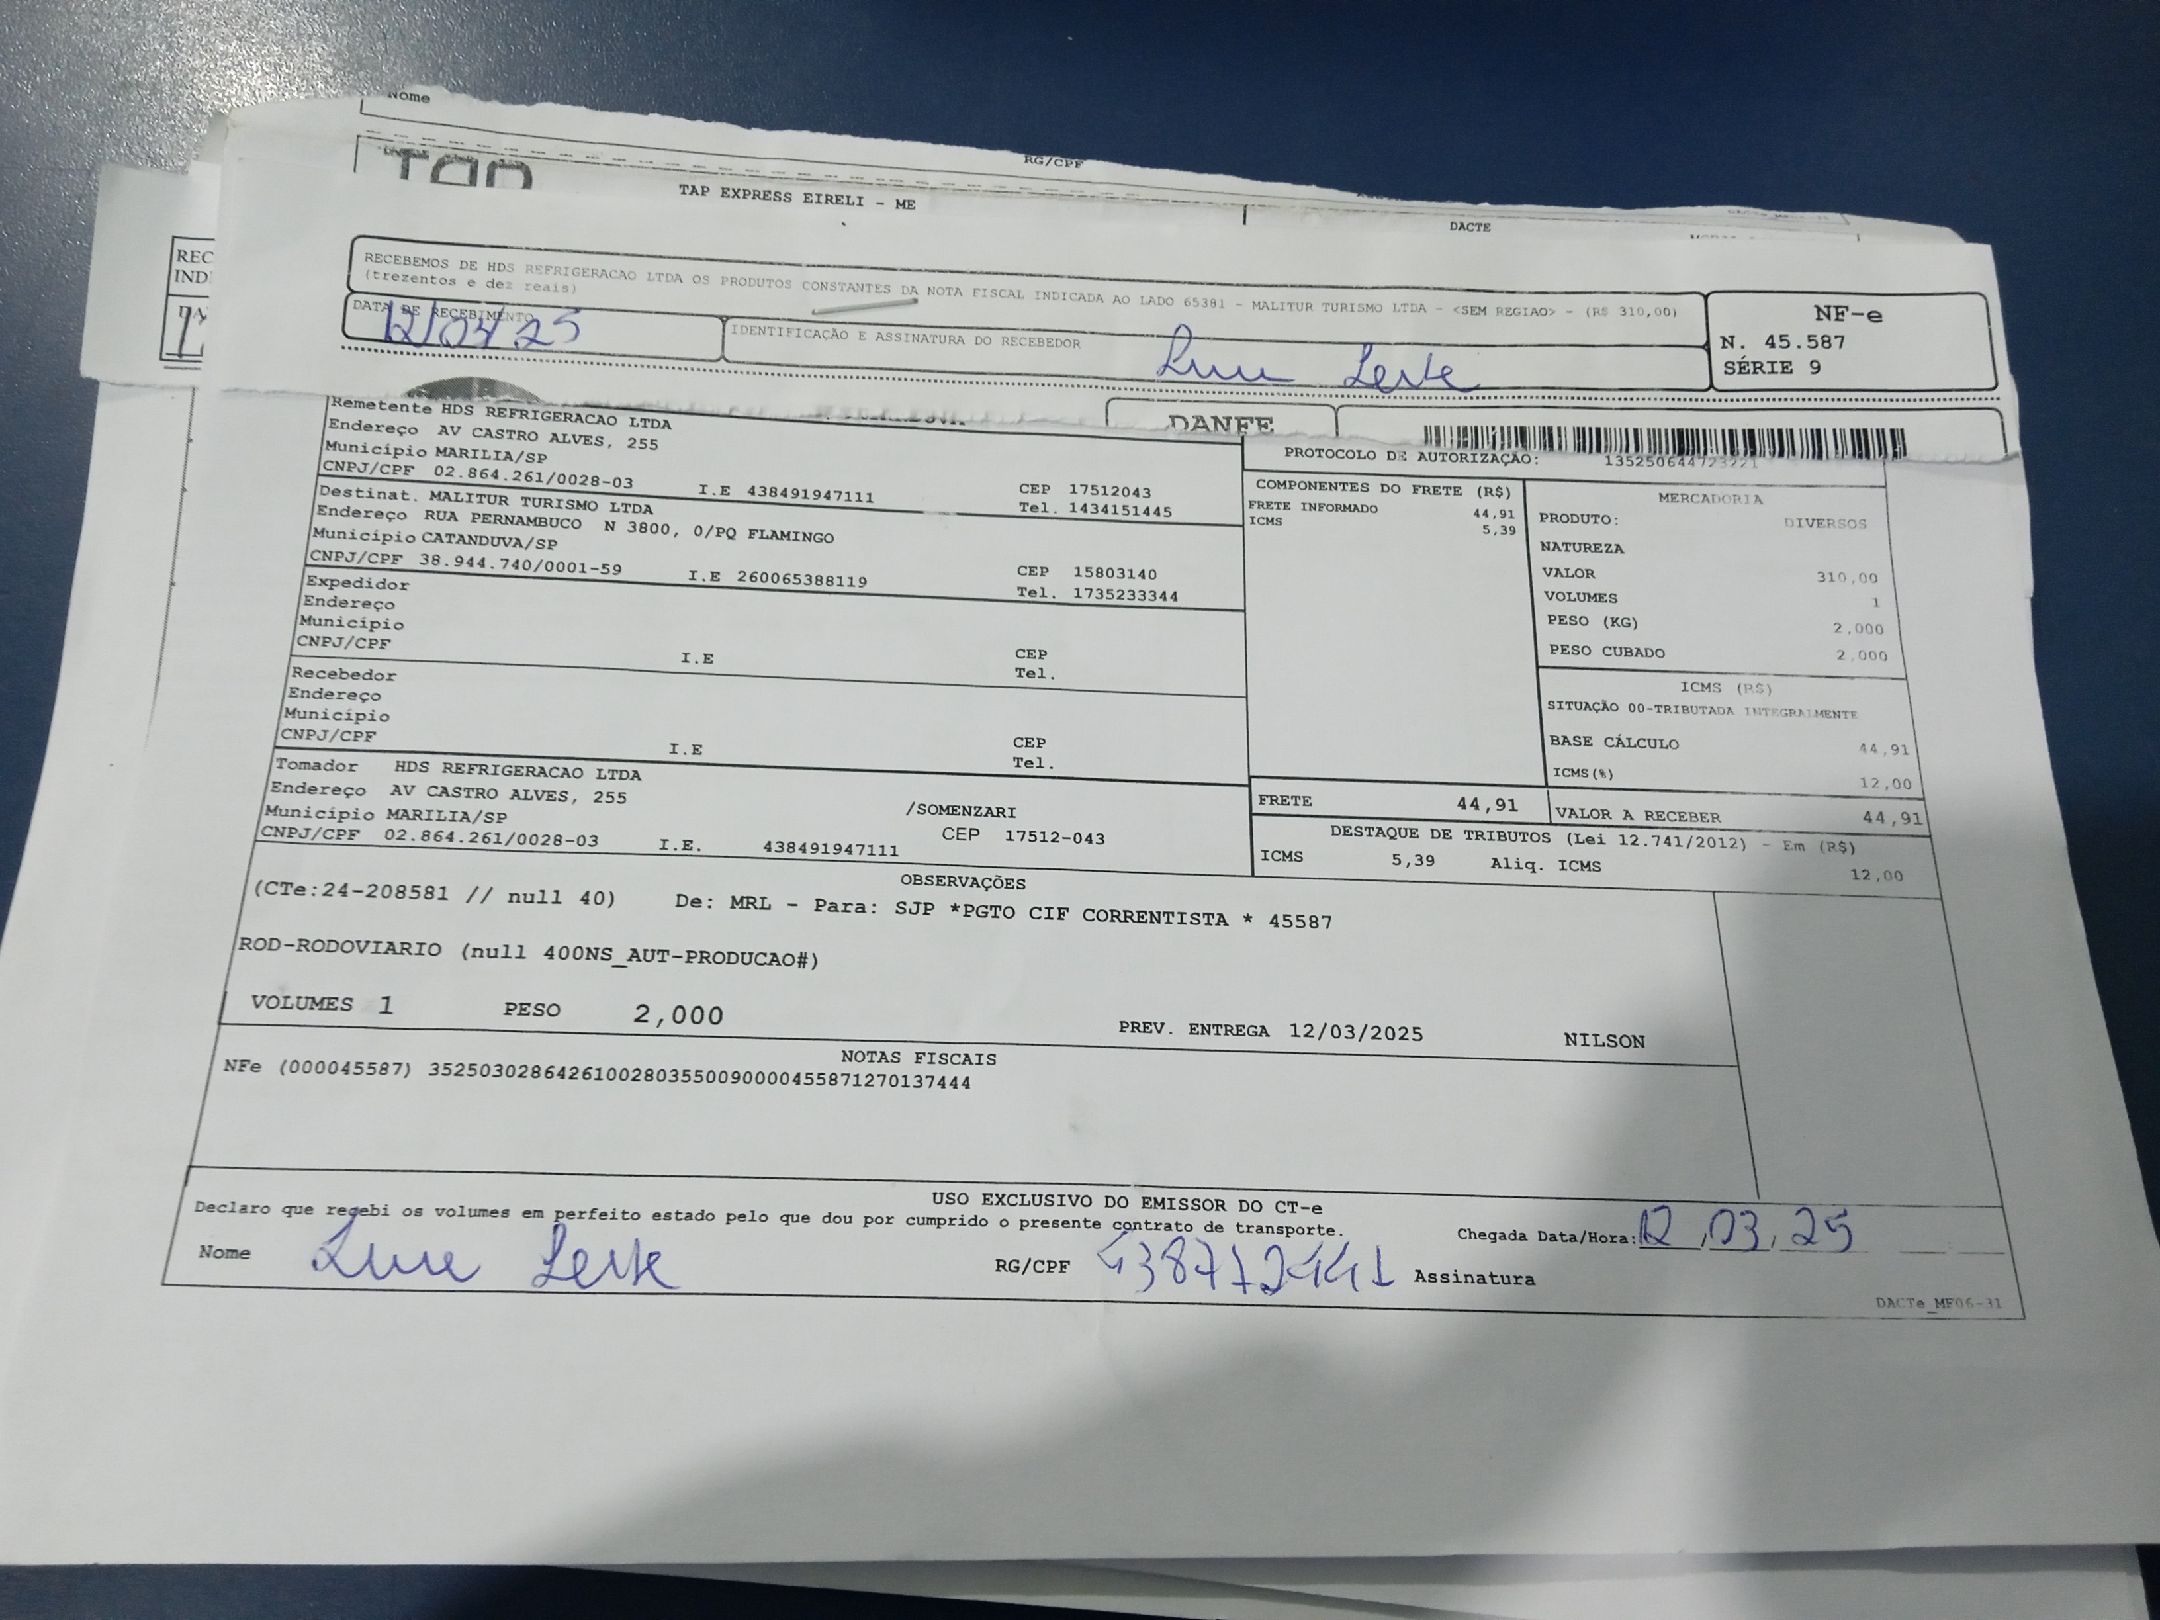 Nome
RG/CPF
TAP
TAP EXPRESS EIRELI - ME
DACTE
REC
IND
RECEBEMOS DE HDS REFRIGERACAO LTDA OS PRODUTOS CONSTANTES DA NOTA FISCAL INDICADA AO LADO 65381 - MALITUR TURISMO LTDA - <SEM REGIAO> - (R$ 310,00)
(trezentos e dez reais)
DATA DE RECEBIMENTO
12/03/25
IDENTIFICAÇÃO E ASSINATURA DO RECEBEDOR
NF-e
N. 45.587
SÉRIE 9
DANFE
Remetente HDS REFRIGERACAO LTDA
Endereço AV CASTRO ALVES, 255
Município MARILIA/SP
CNPJ/CPF 02.864.261/0028-03 I.E 438491947111
CEP 17512043
Tel. 1434151445
Destinat. MALITUR TURISMO LTDA
Endereço RUA PERNAMBUCO N 3800, 0/PQ FLAMINGO
Município CATANDUVA/SP
CNPJ/CPF 38.944.740/0001-59 I.E 260065388119
CEP 15803140
Tel. 1735233344
Expedidor
Endereço
Município
CNPJ/CPF I.E
CEP
Tel.
Recebedor
Endereço
Município
CNPJ/CPF I.E
CEP
Tel.
Tomador HDS REFRIGERACAO LTDA
Endereço AV CASTRO ALVES, 255 /SOMENZARI
Município MARILIA/SP CEP 17512-043
CNPJ/CPF 02.864.261/0028-03 I.E. 438491947111
PROTOCOLO DE AUTORIZAÇÃO: 135250644723221
COMPONENTES DO FRETE (R$)
FRETE INFORMADO 44,91
ICMS 5,39
MERCADORIA
PRODUTO: DIVERSOS
NATUREZA
VALOR 310,00
VOLUMES 1
PESO (KG) 2,000
PESO CUBADO 2,000
ICMS (R$)
SITUAÇÃO 00-TRIBUTADA INTEGRALMENTE
BASE CÁLCULO 44,91
ICMS(%) 12,00
FRETE 44,91 VALOR A RECEBER 44,91
DESTAQUE DE TRIBUTOS (Lei 12.741/2012) - Em (R$)
ICMS 5,39 Aliq. ICMS 12,00
OBSERVAÇÕES
(CTe:24-208581 // null 40) De: MRL - Para: SJP *PGTO CIF CORRENTISTA * 45587
ROD-RODOVIARIO (null 400NS_AUT-PRODUCAO#)
VOLUMES 1 PESO 2,000 PREV. ENTREGA 12/03/2025 NILSON
NOTAS FISCAIS
NFe (000045587) 35250302864261002803550090000455871270137444
USO EXCLUSIVO DO EMISSOR DO CT-e
Declaro que recebi os volumes em perfeito estado pelo que dou por cumprido o presente contrato de transporte.
Chegada Data/Hora: 12,03,25
Nome RG/CPF Assinatura
DACTe_MF06-31